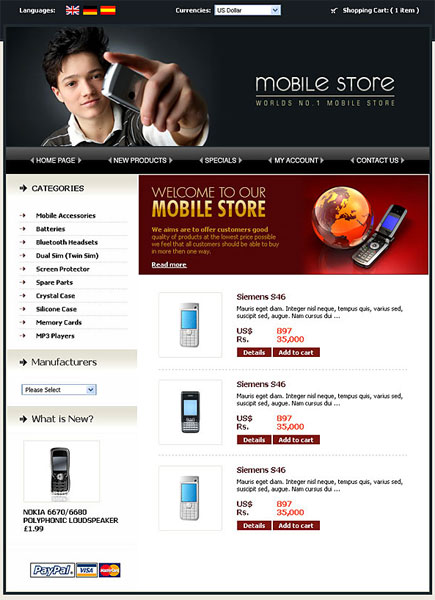 Languages:
Currencies: US Dollar
Shopping Cart: ( 1 item )
MOBILE STORE
WORLDS NO.1 MOBILE STORE
HOME PAGE
NEW PRODUCTS
SPECIALS
MY ACCOUNT
CONTACT US
CATEGORIES
Mobile Accessories
Batteries
Bluetooth Headsets
Dual Sim (Twin Sim)
Screen Protector
Spare Parts
Crystal Case
Silicone Case
Memory Cards
MP3 Players
Manufacturers
Please Select
What is New?
NOKIA 6670/6680
POLYPHONIC LOUDSPEAKER
£1.99
PayPal VISA MasterCard
WELCOME TO OUR
MOBILE STORE
We aims to offer customers good
quality of products at the lowest price possible
we feel that all customers should be able to buy
in more then one way.
Read more
Siemens S46
Mauris eget diam. Integer nisl neque, tempus quis, varius sed,
suscipit sed, augue. Nam cursus dui ...
US$ 897
Rs. 35,000
Details Add to cart
Siemens S46
Mauris eget diam. Integer nisl neque, tempus quis, varius sed,
suscipit sed, augue. Nam cursus dui ...
US$ 897
Rs. 35,000
Details Add to cart
Siemens S46
Mauris eget diam. Integer nisl neque, tempus quis, varius sed,
suscipit sed, augue. Nam cursus dui ...
US$ 897
Rs. 35,000
Details Add to cart